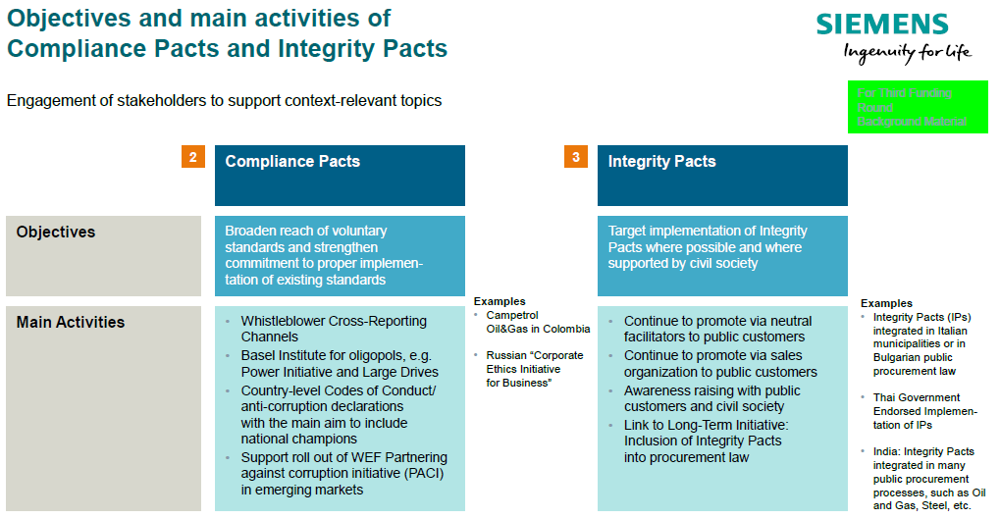 Objectives and main activities of
Compliance Pacts and Integrity Pacts
SIEMENS
Ingenuity for life
Engagement of stakeholders to support context-relevant topics
For Third Funding
Round
Background Material
2
Compliance Pacts
3
Integrity Pacts
Objectives
Broaden reach of voluntary
standards and strengthen
commitment to proper implemen-
tation of existing standards
Target implementation of Integrity
Pacts where possible and where
supported by civil society
Main Activities
• Whistleblower Cross-Reporting
Channels
• Basel Institute for oligopols, e.g.
Power Initiative and Large Drives
• Country-level Codes of Conduct/
anti-corruption declarations
with the main aim to include
national champions
• Support roll out of WEF Partnering
against corruption initiative (PACI)
in emerging markets
Examples
• Campetrol
Oil&Gas in Colombia
• Russian “Corporate
Ethics Initiative
for Business”
• Continue to promote via neutral
facilitators to public customers
• Continue to promote via sales
organization to public customers
• Awareness raising with public
customers and civil society
• Link to Long-Term Initiative:
Inclusion of Integrity Pacts
into procurement law
Examples
• Integrity Pacts (IPs)
integrated in Italian
municipalities or in
Bulgarian public
procurement law
• Thai Government
Endorsed Implemen-
tation of IPs
• India: Integrity Pacts
integrated in many
public procurement
processes, such as Oil
and Gas, Steel, etc.